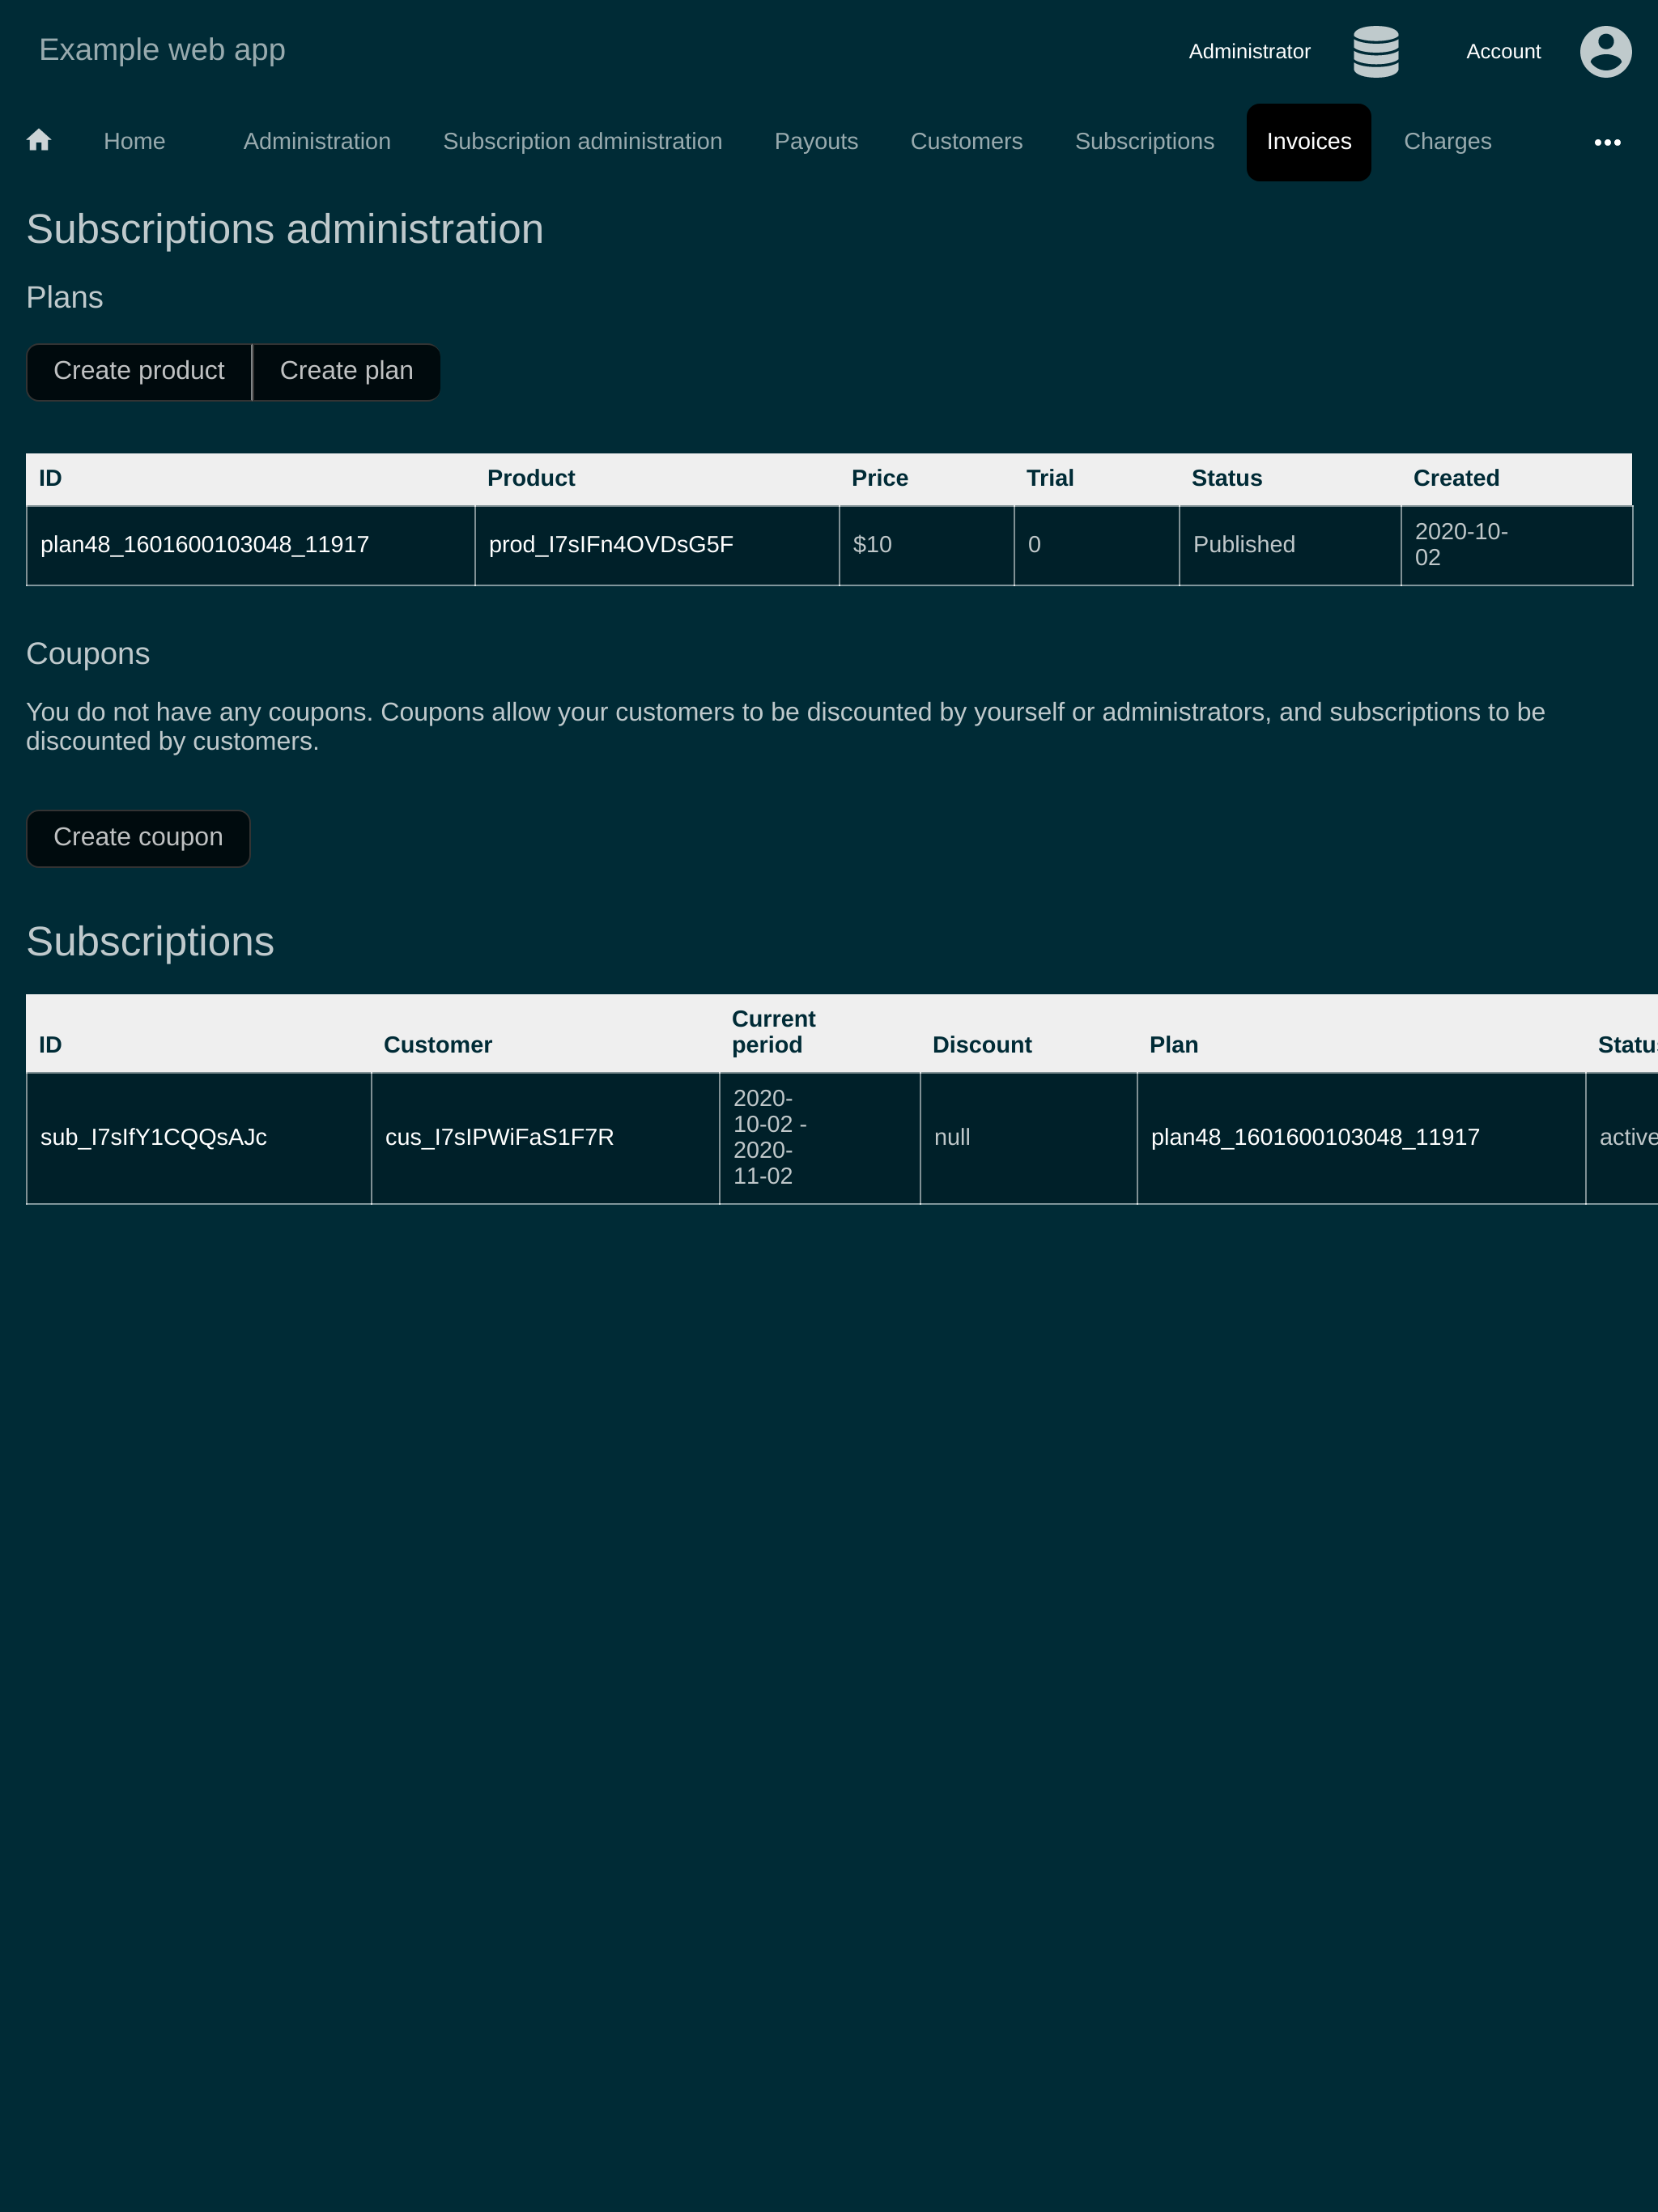 Example web app
Administrator
Account
Home Administration Subscription administration Payouts Customers Subscriptions Invoices Charges
Subscriptions administration
Plans
Create product Create plan
ID Product Price Trial Status Created
plan48_1601600103048_11917 prod_I7sIFn4OVDsG5F $10 0 Published 2020-10-
02
Coupons
You do not have any coupons. Coupons allow your customers to be discounted by yourself or administrators, and subscriptions to be
discounted by customers.
Create coupon
Subscriptions
ID Customer Current
period Discount Plan Status
sub_I7sIfY1CQQsAJc cus_I7sIPWiFaS1F7R 2020-
10-02 -
2020-
11-02 null plan48_1601600103048_11917 active